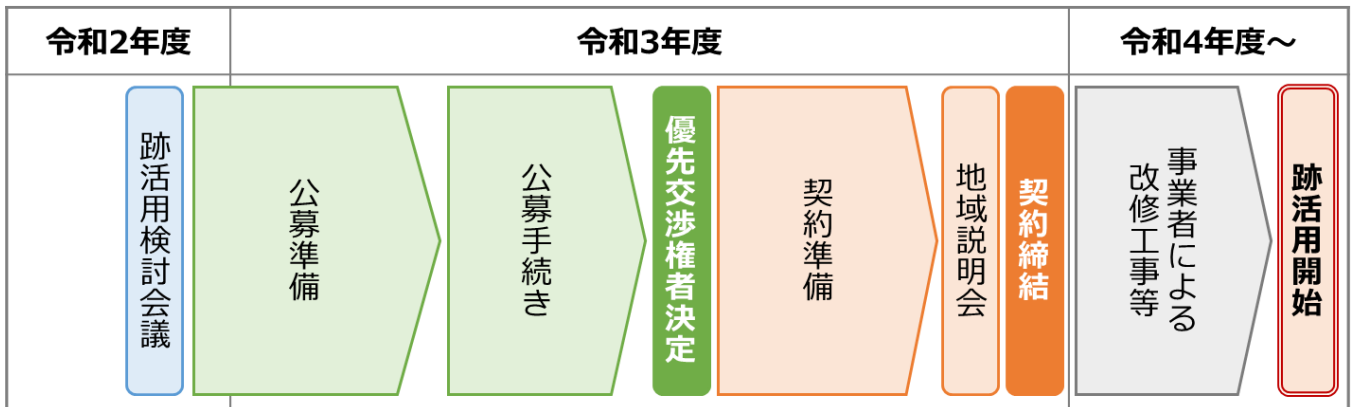 令和2年度
令和3年度
令和4年度～
跡活用検討会議
公募準備
公募手続き
優先交渉権者決定
契約準備
地域説明会
契約締結
事業者による
改修工事等
跡活用開始